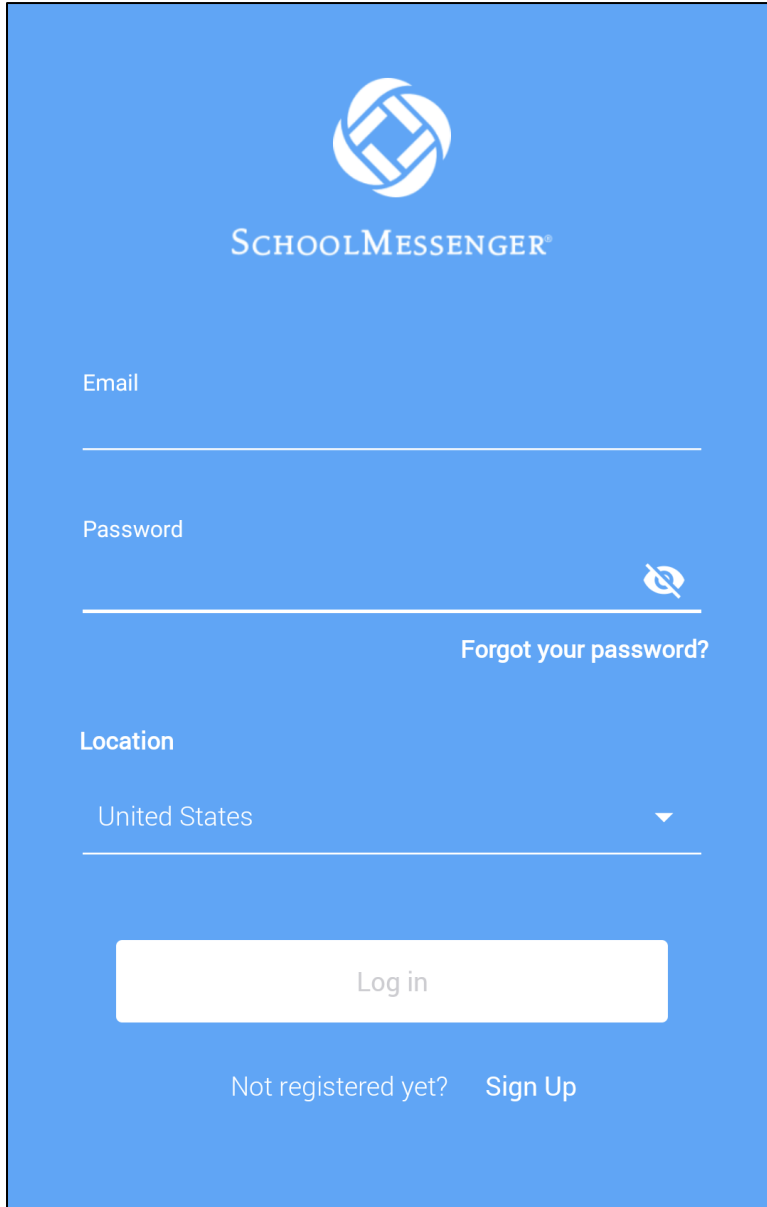 SCHOOLMESSENGER®
Email
Password
Forgot your password?
Location
United States
Log in
Not registered yet? Sign Up